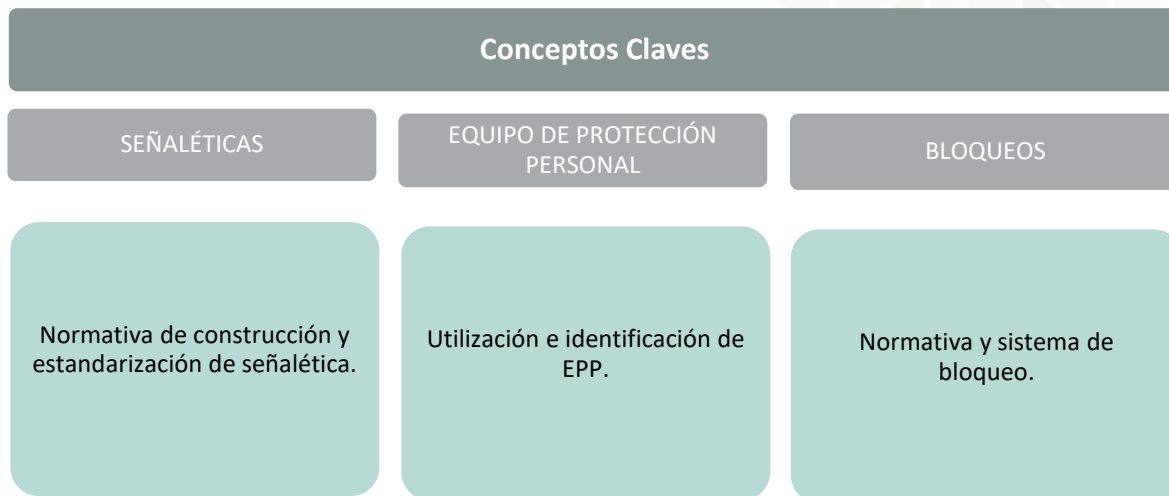 Conceptos Claves
SEÑALÉTICAS
EQUIPO DE PROTECCIÓN
PERSONAL
BLOQUEOS
Normativa de construcción y
estandarización de señalética.
Utilización e identificación de
EPP.
Normativa y sistema de
bloqueo.